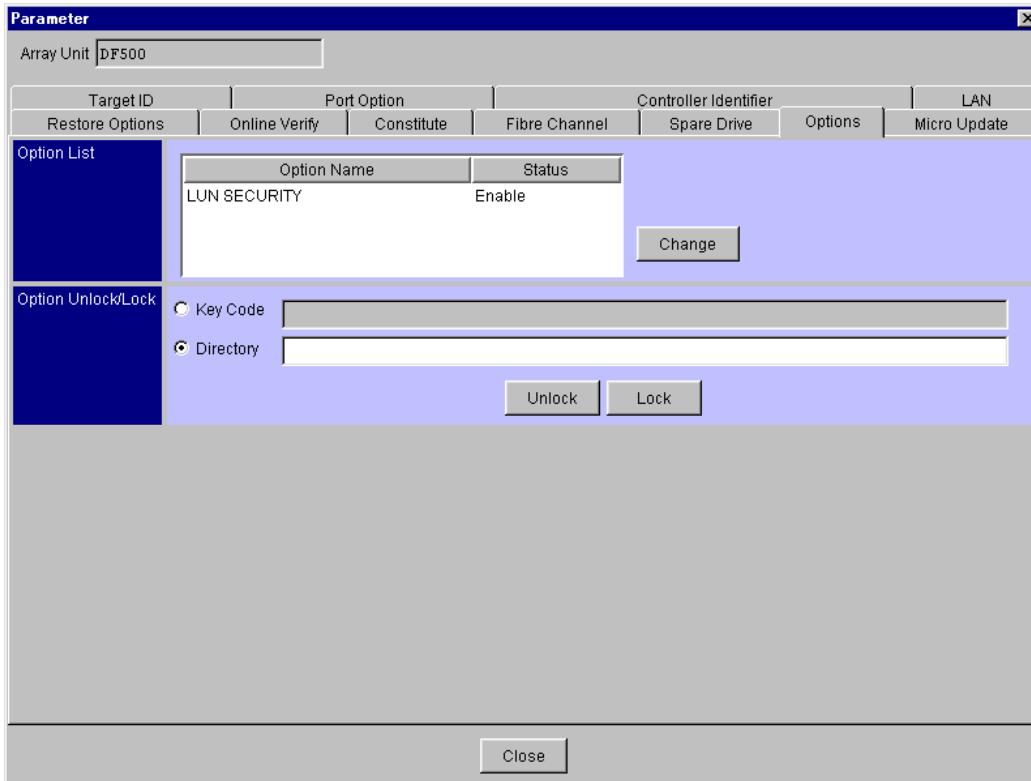 Parameter
Array Unit DF500
Target ID Port Option Controller Identifier LAN
Restore Options Online Verify Constitute Fibre Channel Spare Drive Options Micro Update
Option List
Option Name Status
LUN SECURITY Enable
Change
Option Unlock/Lock
Key Code
Directory
Unlock Lock
Close